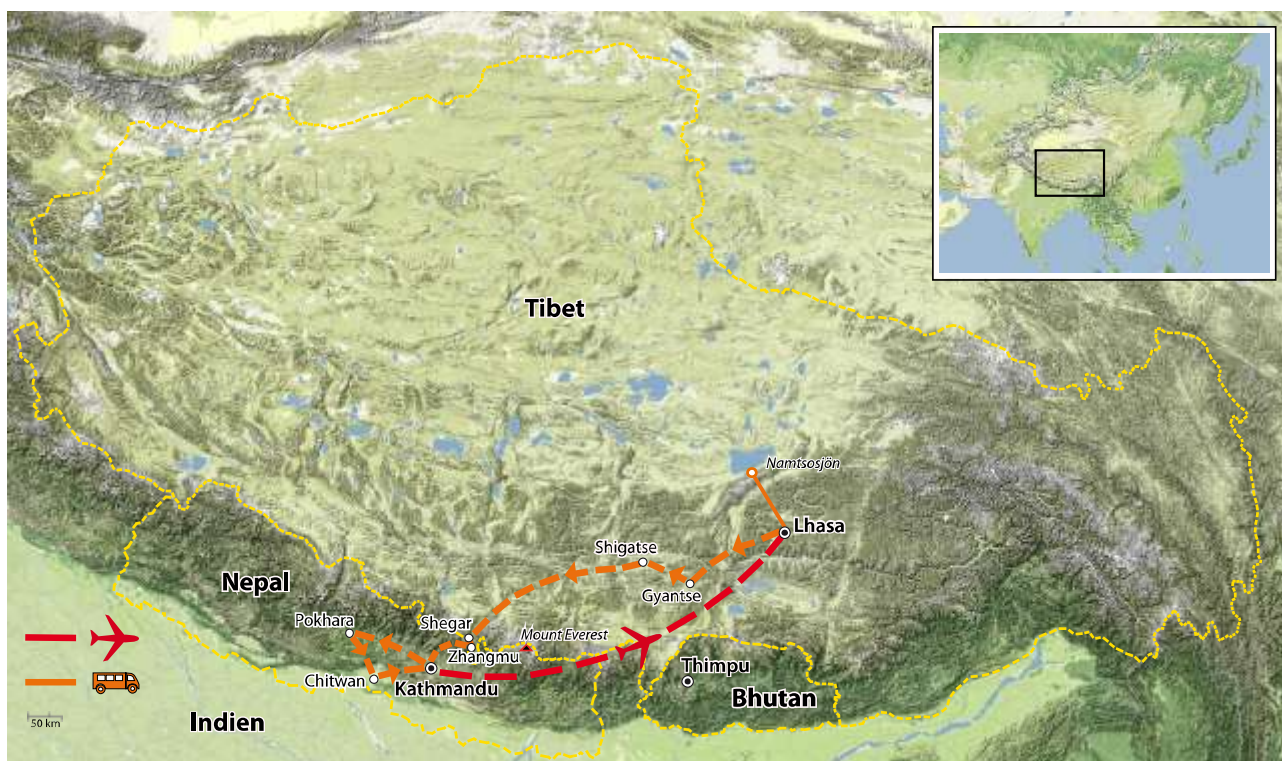 Tibet
Namtsosjön
Lhasa
Shigatse
Gyantse
Nepal
Pokhara
Shegar
Mount Everest
Zhangmu
Chitwan
Kathmandu
Thimpu
Bhutan
Indien
50 km